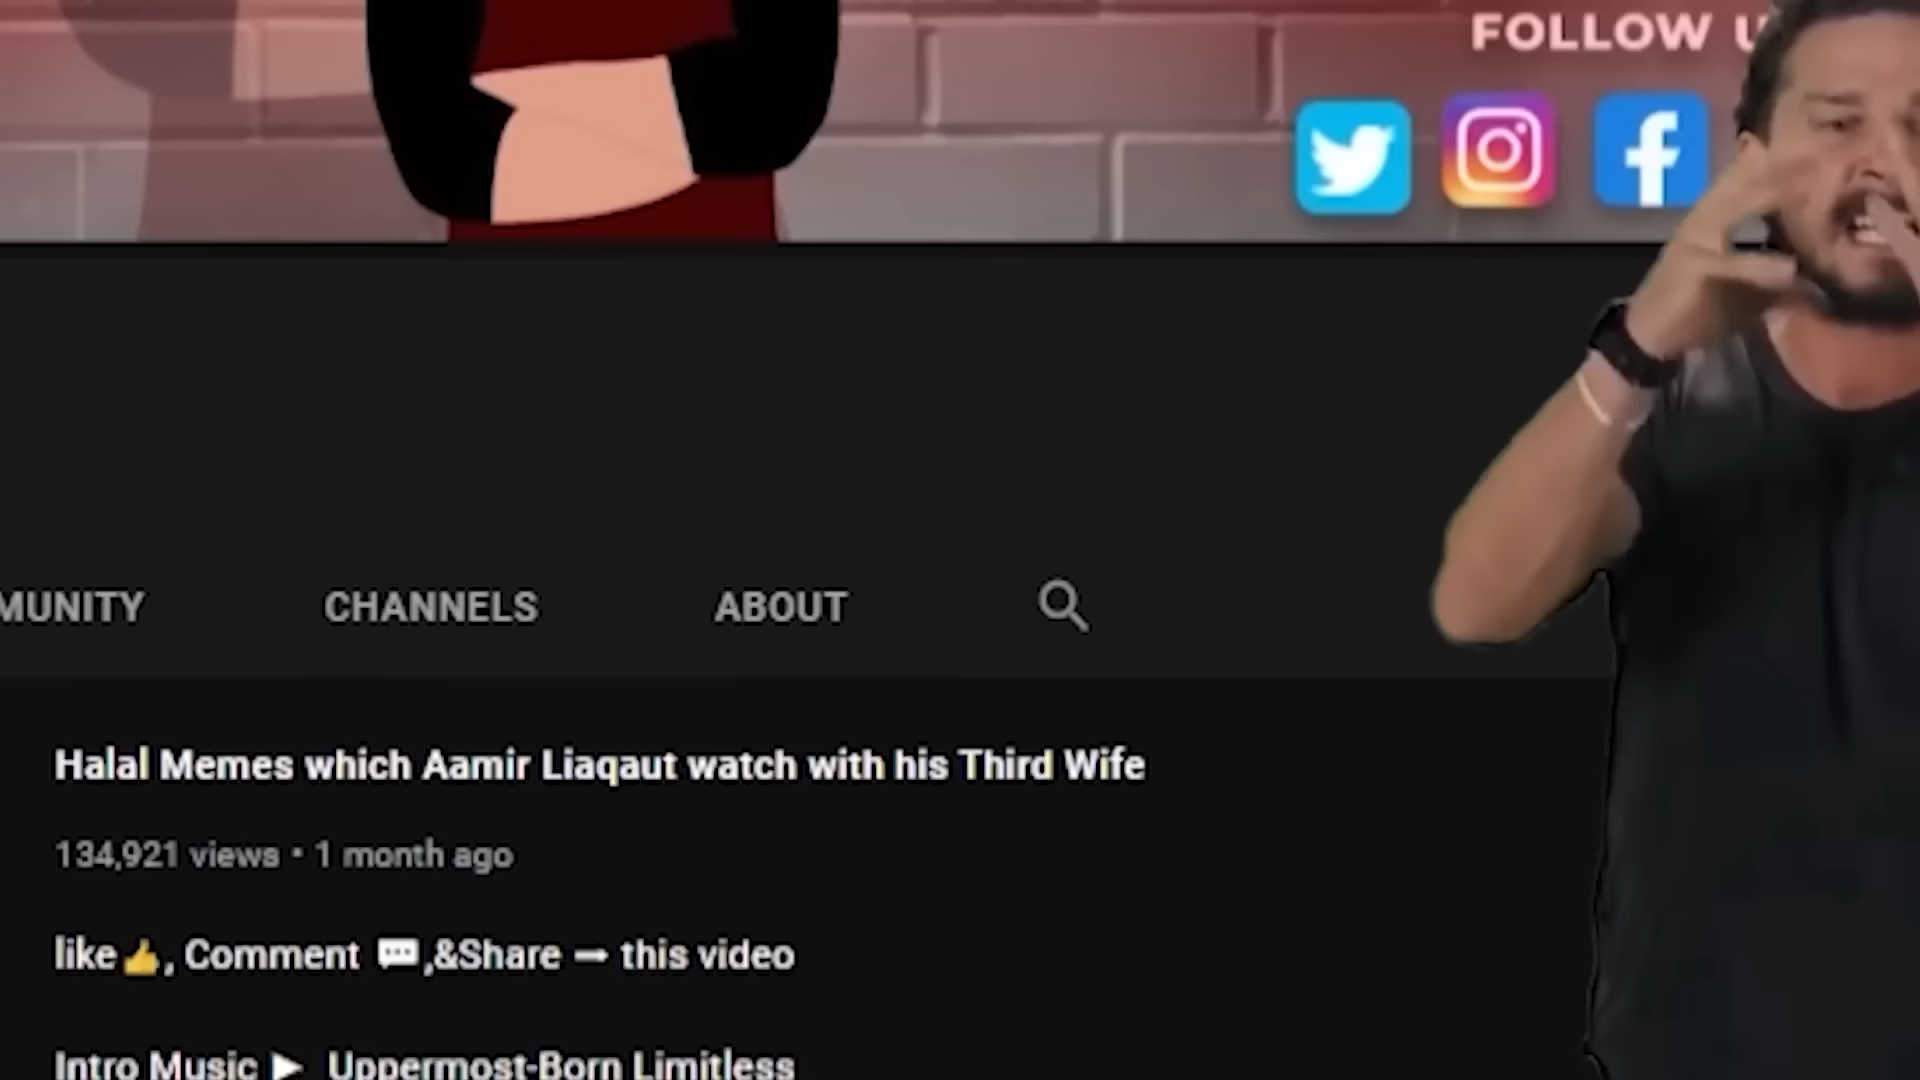 FOLLOW U
MUNITY CHANNELS ABOUT
Halal Memes which Aamir Liaqaut watch with his Third Wife
134,921 views • 1 month ago
like👍, Comment 💬,&Share ➡ this video
Intro Music ▶ Uppermost-Born Limitless